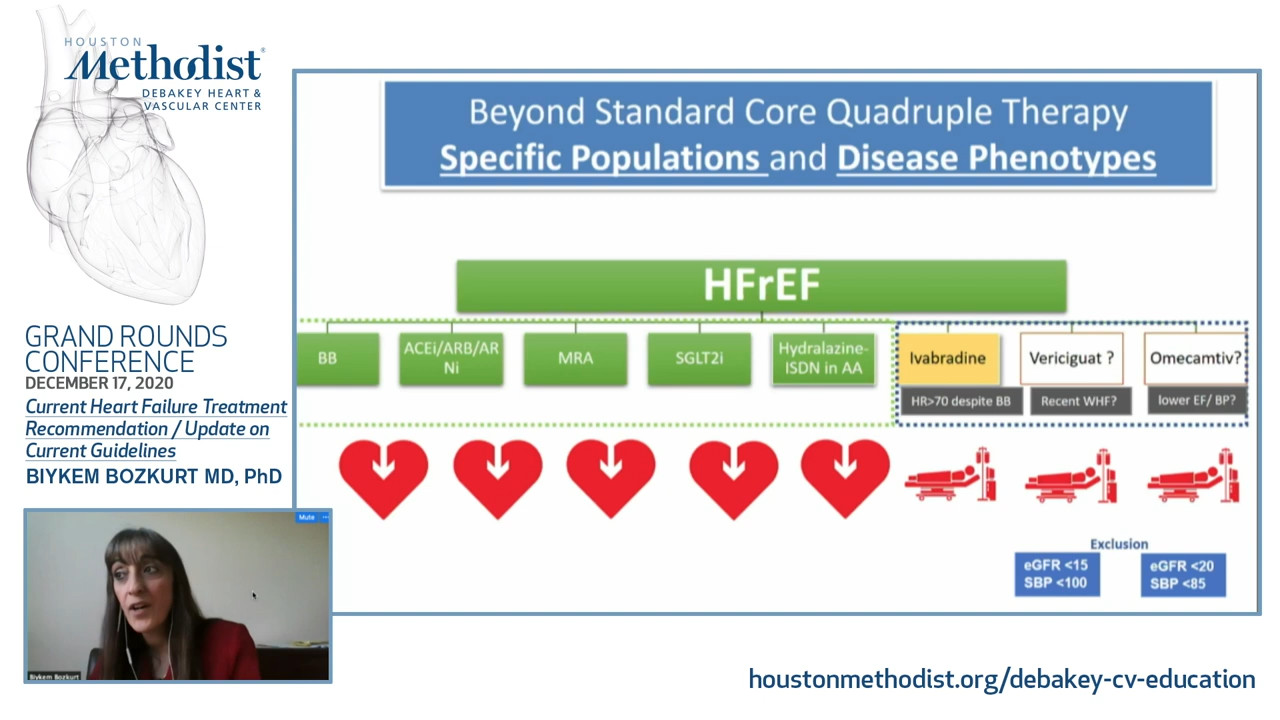 HOUSTON
Methodist®
DEBAKEY HEART &
VASCULAR CENTER
GRAND ROUNDS
CONFERENCE
DECEMBER 17, 2020
Current Heart Failure Treatment
Recommendation / Update on
Current Guidelines
BIYKEM BOZKURT MD, PhD
Mute
Biykem Bozkurt
Beyond Standard Core Quadruple Therapy
Specific Populations and Disease Phenotypes
HFrEF
BB
ACEi/ARB/AR
Ni
MRA
SGLT2i
Hydralazine-
ISDN in AA
Ivabradine
Vericiguat ?
Omecamtiv?
HR>70 despite BB
Recent WHF?
lower EF/ BP?
Exclusion
eGFR <15
SBP <100
eGFR <20
SBP <85
houstonmethodist.org/debakey-cv-education